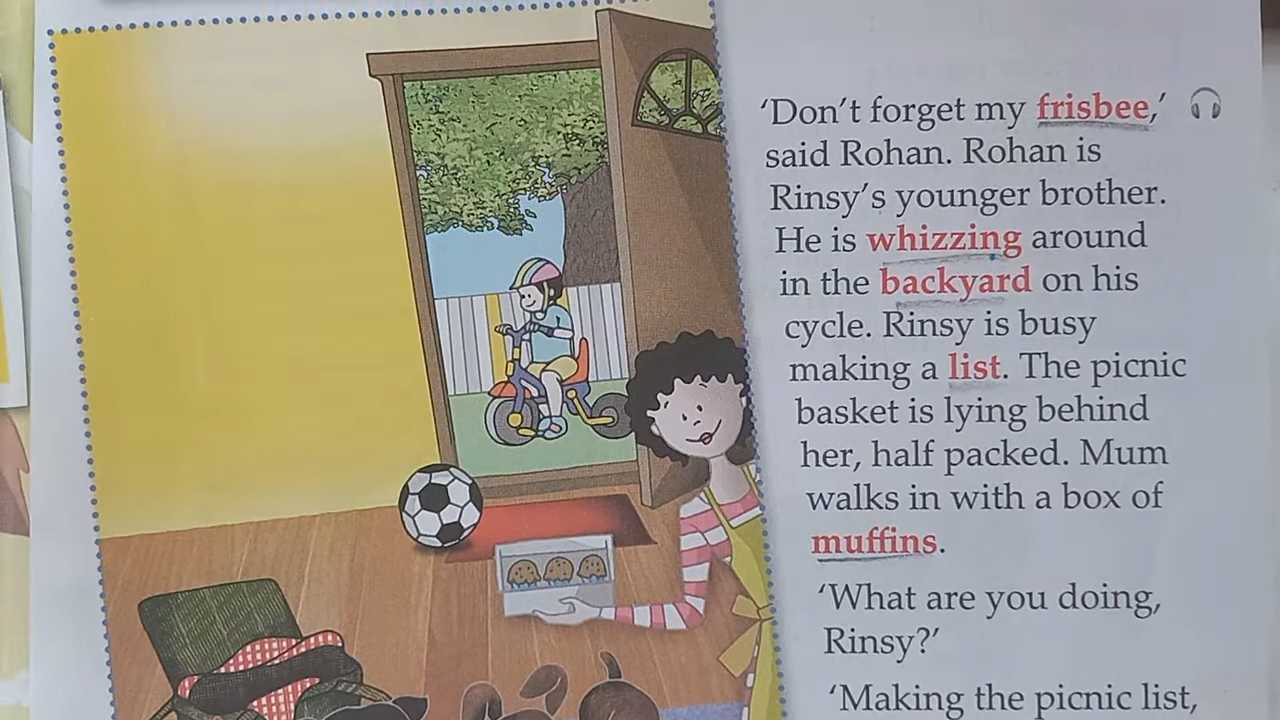 ‘Don’t forget my frisbee,’
said Rohan. Rohan is
Rinsy’s younger brother.
He is whizzing around
in the backyard on his
cycle. Rinsy is busy
making a list. The picnic
basket is lying behind
her, half packed. Mum
walks in with a box of
muffins.
‘What are you doing,
Rinsy?’
‘Making the picnic list,